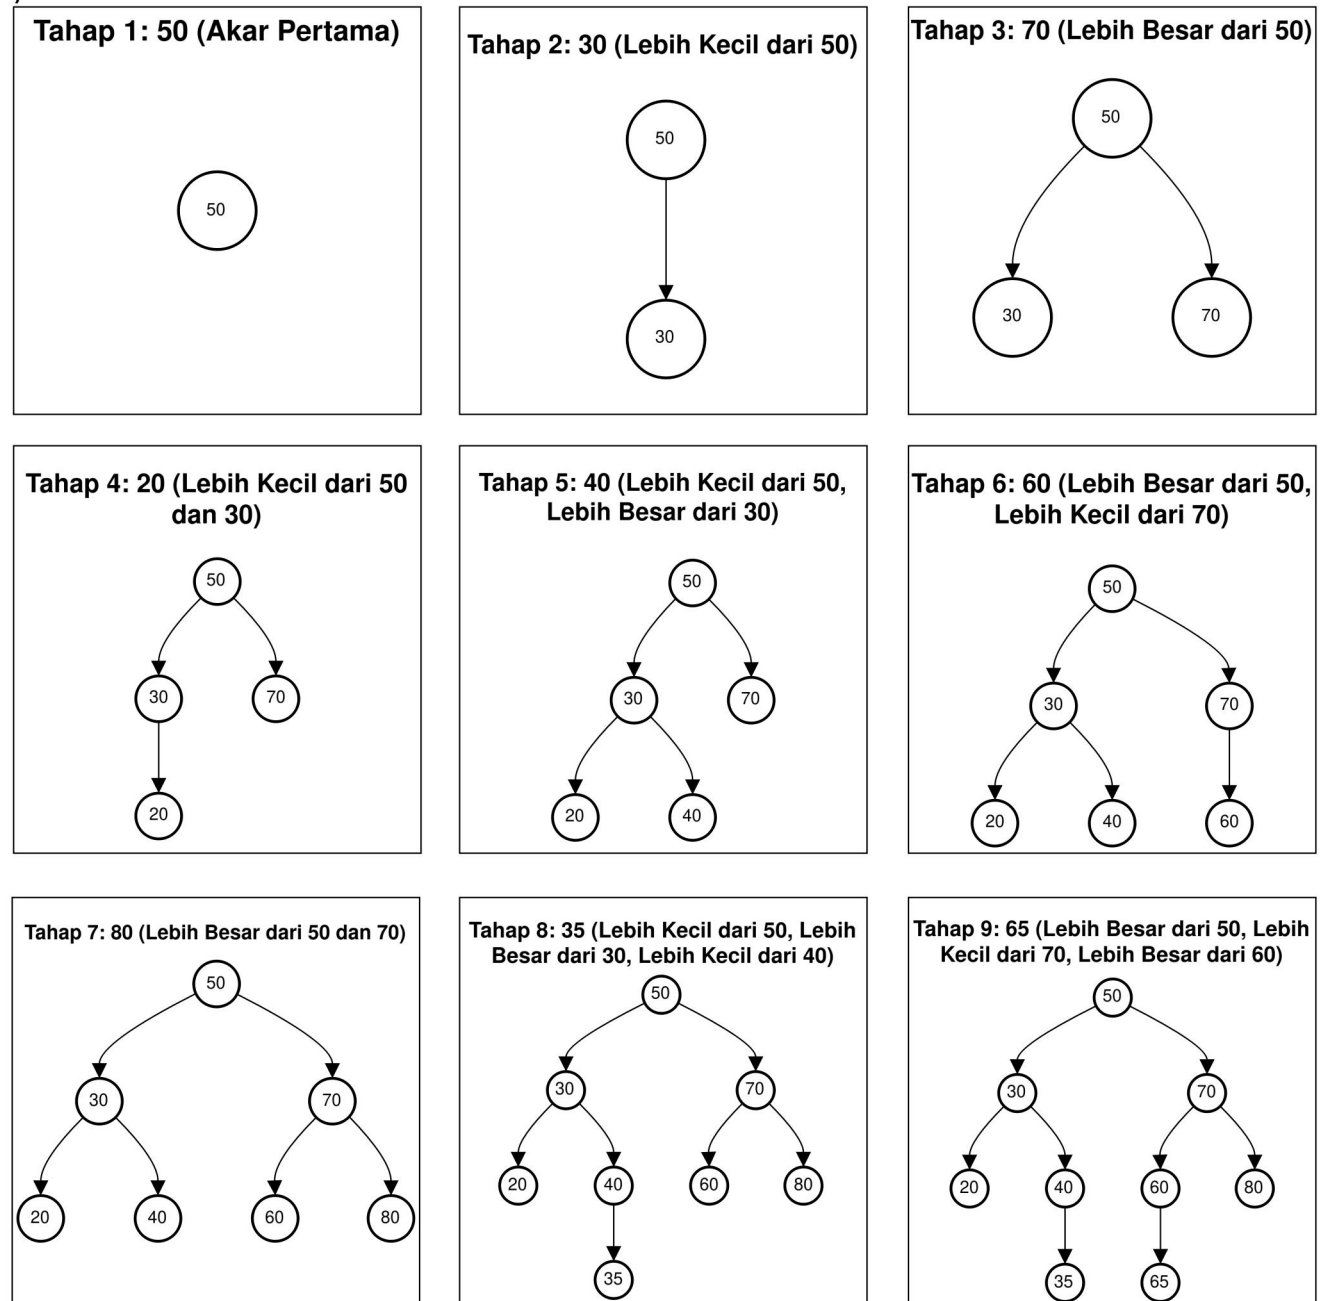 Tahap 1: 50 (Akar Pertama)
50
Tahap 2: 30 (Lebih Kecil dari 50)
50
30
Tahap 3: 70 (Lebih Besar dari 50)
50
30 70
Tahap 4: 20 (Lebih Kecil dari 50
dan 30)
50
30 70
20
Tahap 5: 40 (Lebih Kecil dari 50,
Lebih Besar dari 30)
50
30 70
20 40
Tahap 6: 60 (Lebih Besar dari 50,
Lebih Kecil dari 70)
50
30 70
20 40 60
Tahap 7: 80 (Lebih Besar dari 50 dan 70)
50
30 70
20 40 60 80
Tahap 8: 35 (Lebih Kecil dari 50, Lebih
Besar dari 30, Lebih Kecil dari 40)
50
30 70
20 40 60 80
35
Tahap 9: 65 (Lebih Besar dari 50, Lebih
Kecil dari 70, Lebih Besar dari 60)
50
30 70
20 40 60 80
35 65